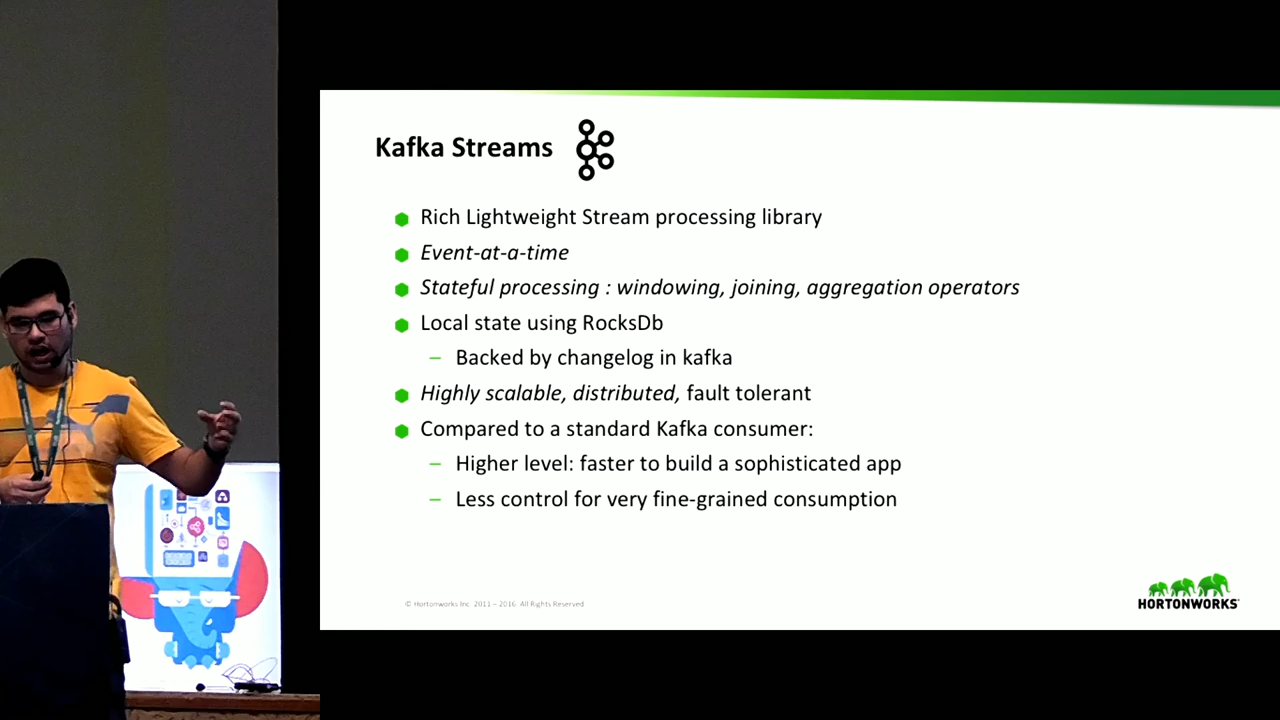 Kafka Streams
Rich Lightweight Stream processing library
Event-at-a-time
Stateful processing : windowing, joining, aggregation operators
Local state using RocksDb
– Backed by changelog in kafka
Highly scalable, distributed, fault tolerant
Compared to a standard Kafka consumer:
– Higher level: faster to build a sophisticated app
– Less control for very fine-grained consumption
© Hortonworks Inc. 2011 – 2016. All Rights Reserved
HORTONWORKS